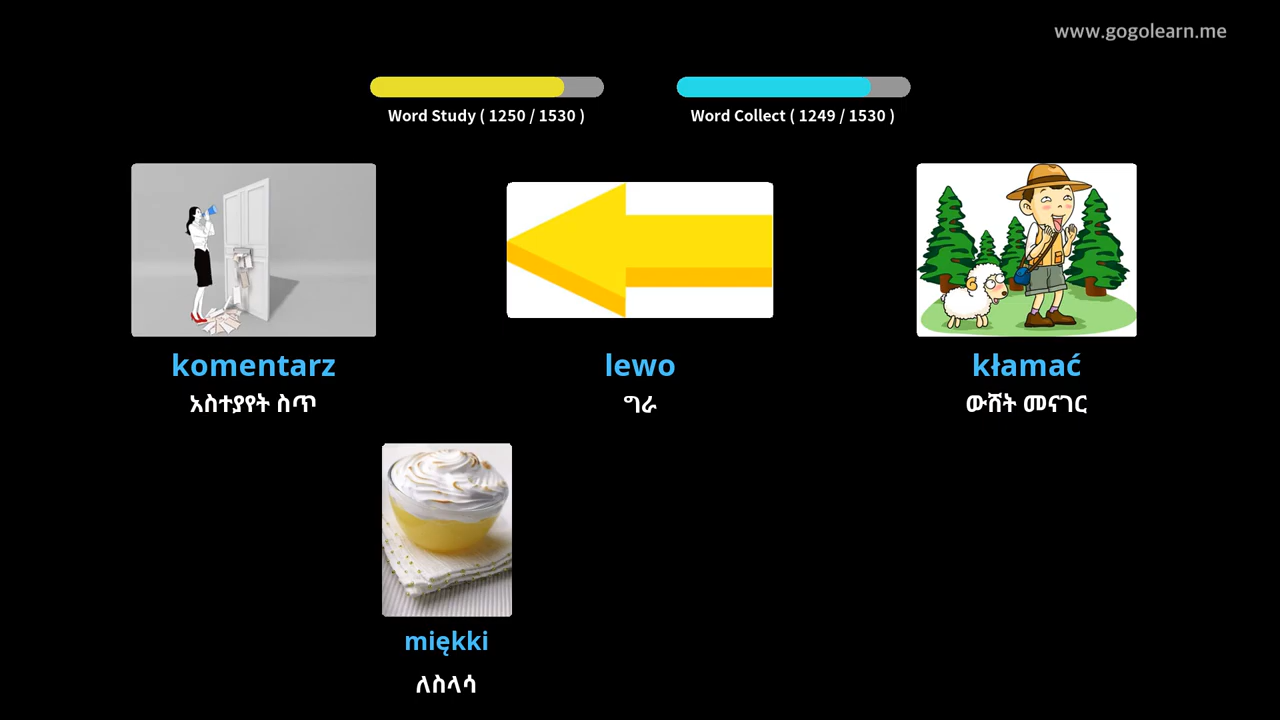 www.gogolearn.me
Word Study ( 1250 / 1530 )
Word Collect ( 1249 / 1530 )
komentarz
አስተያየት ስጥ
lewo
ግራ
kłamać
ውሸት መናገር
miękki
ለስላሳ